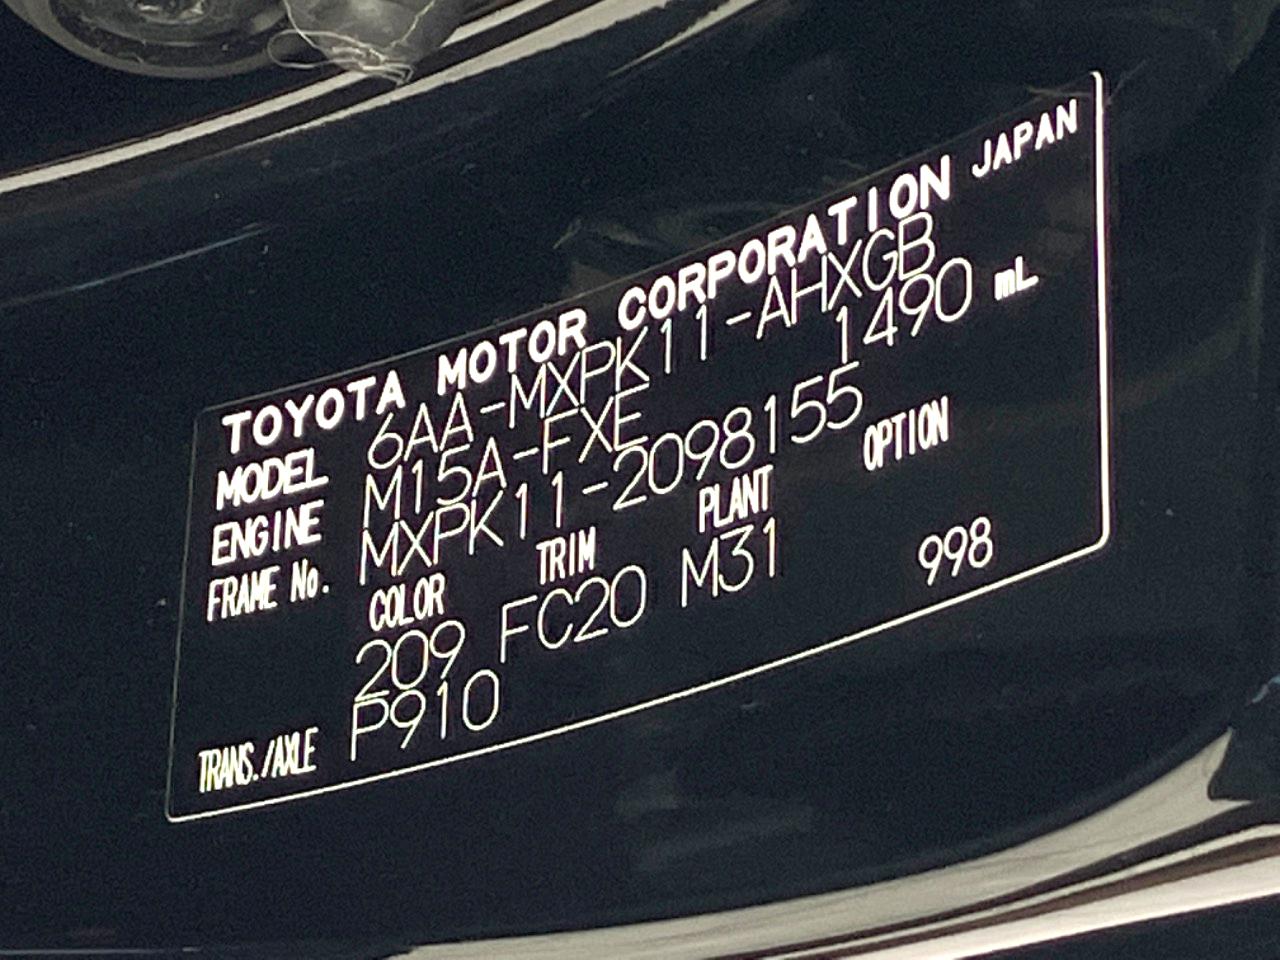 TOYOTA MOTOR CORPORATION JAPAN
MODEL 6AA-MXPK11-AHXGB
ENGINE M15A-FXE 1490 mL
FRAME No. MXPK11-2098155
COLOR TRIM PLANT OPTION
209 FC20 M31 998
TRANS./AXLE P910